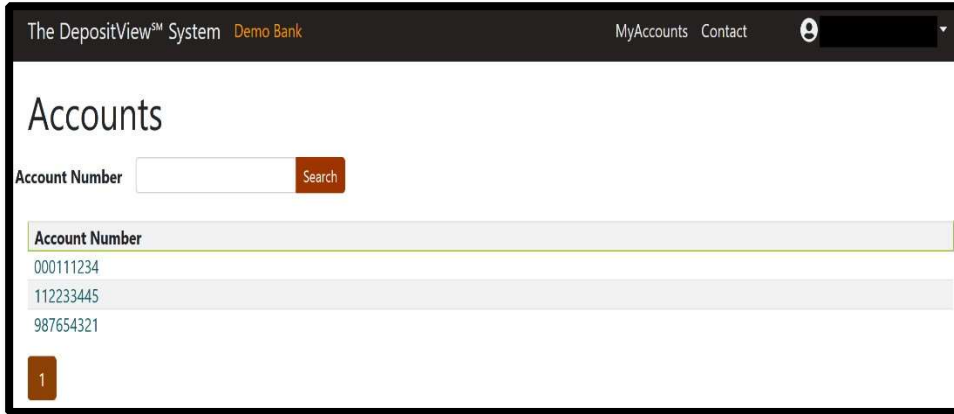 The DepositView℠ System Demo Bank MyAccounts Contact
Accounts
Account Number Search
Account Number
000111234
112233445
987654321
1